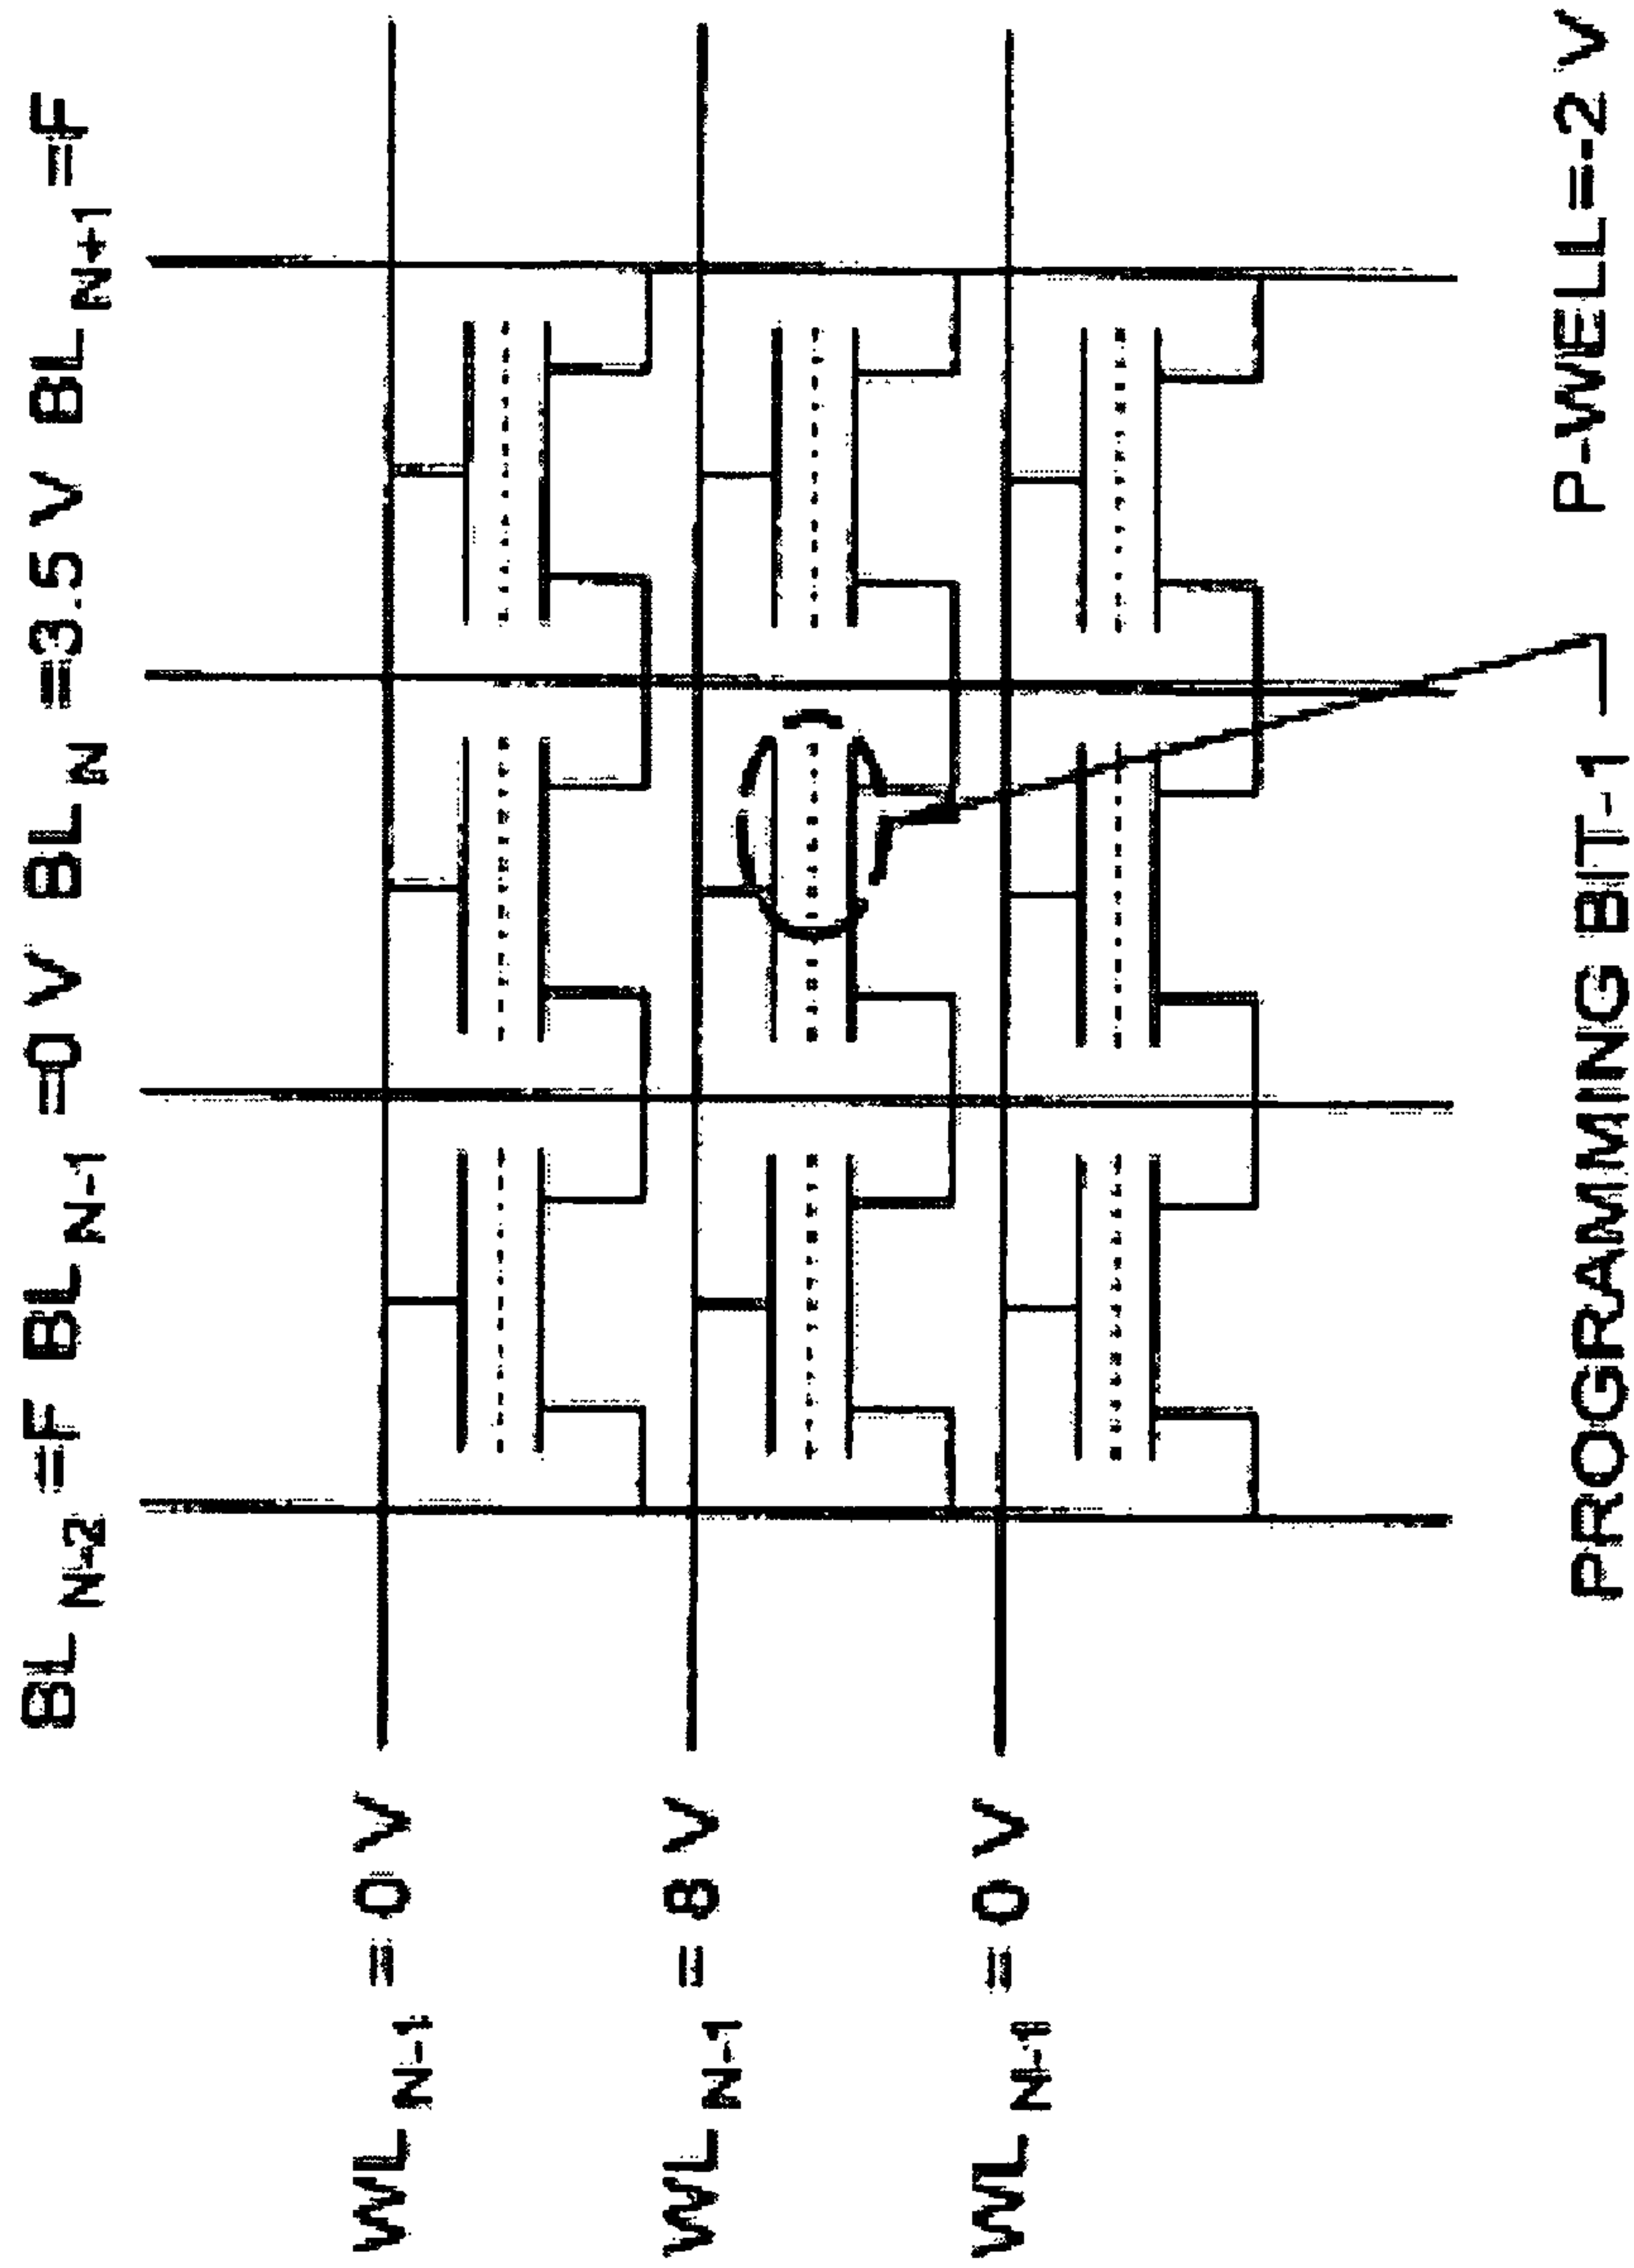 BL N-2 =F BL N-1 =0 V BL N =3.5 V BL N+1 =F
WL N-1 = 0 V
WL N-1 = 8 V
WL N-1 = 0 V
PROGRAMMING BIT-1 P-WELL=-2 V